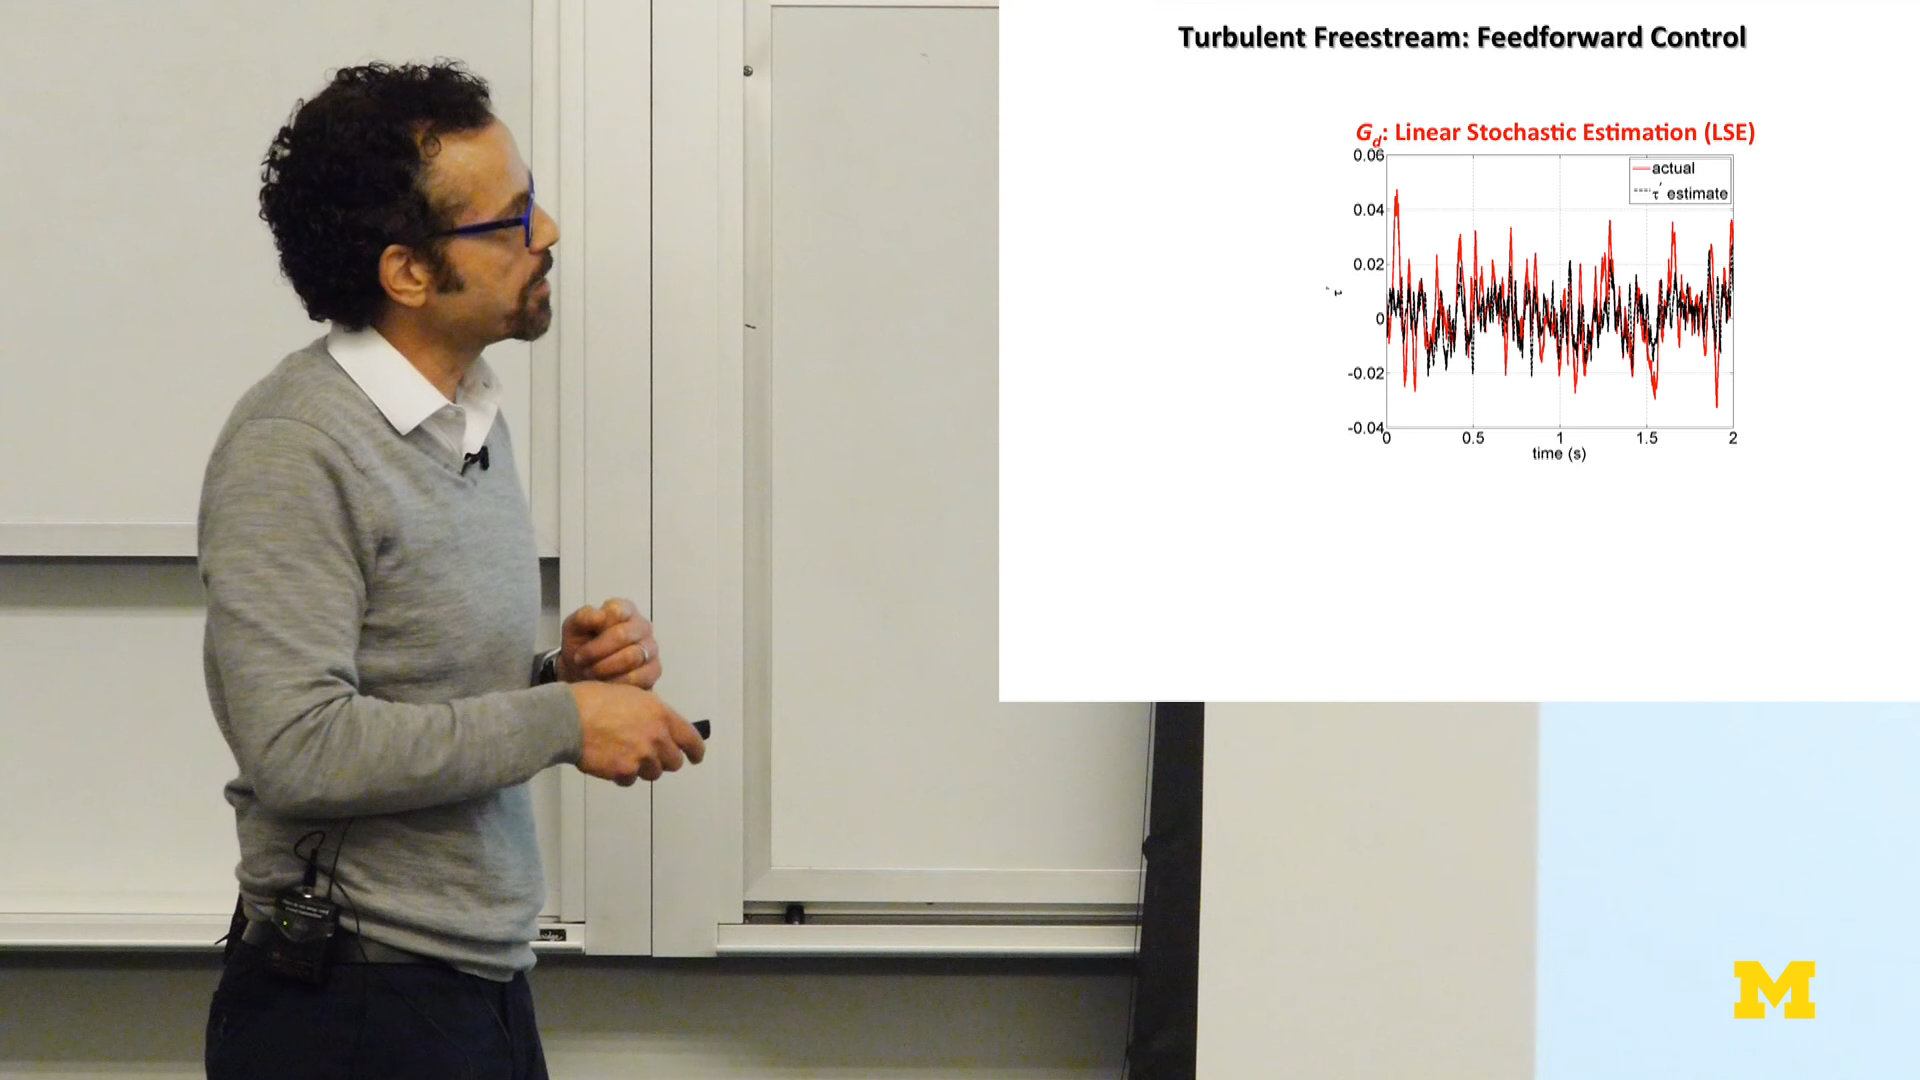 Turbulent Freestream: Feedforward Control
G_d: Linear Stochastic Estimation (LSE)
actual
τ′ estimate
0.06
0.04
0.02
0
-0.02
-0.04
τ′
0 0.5 1 1.5 2
time (s)
M